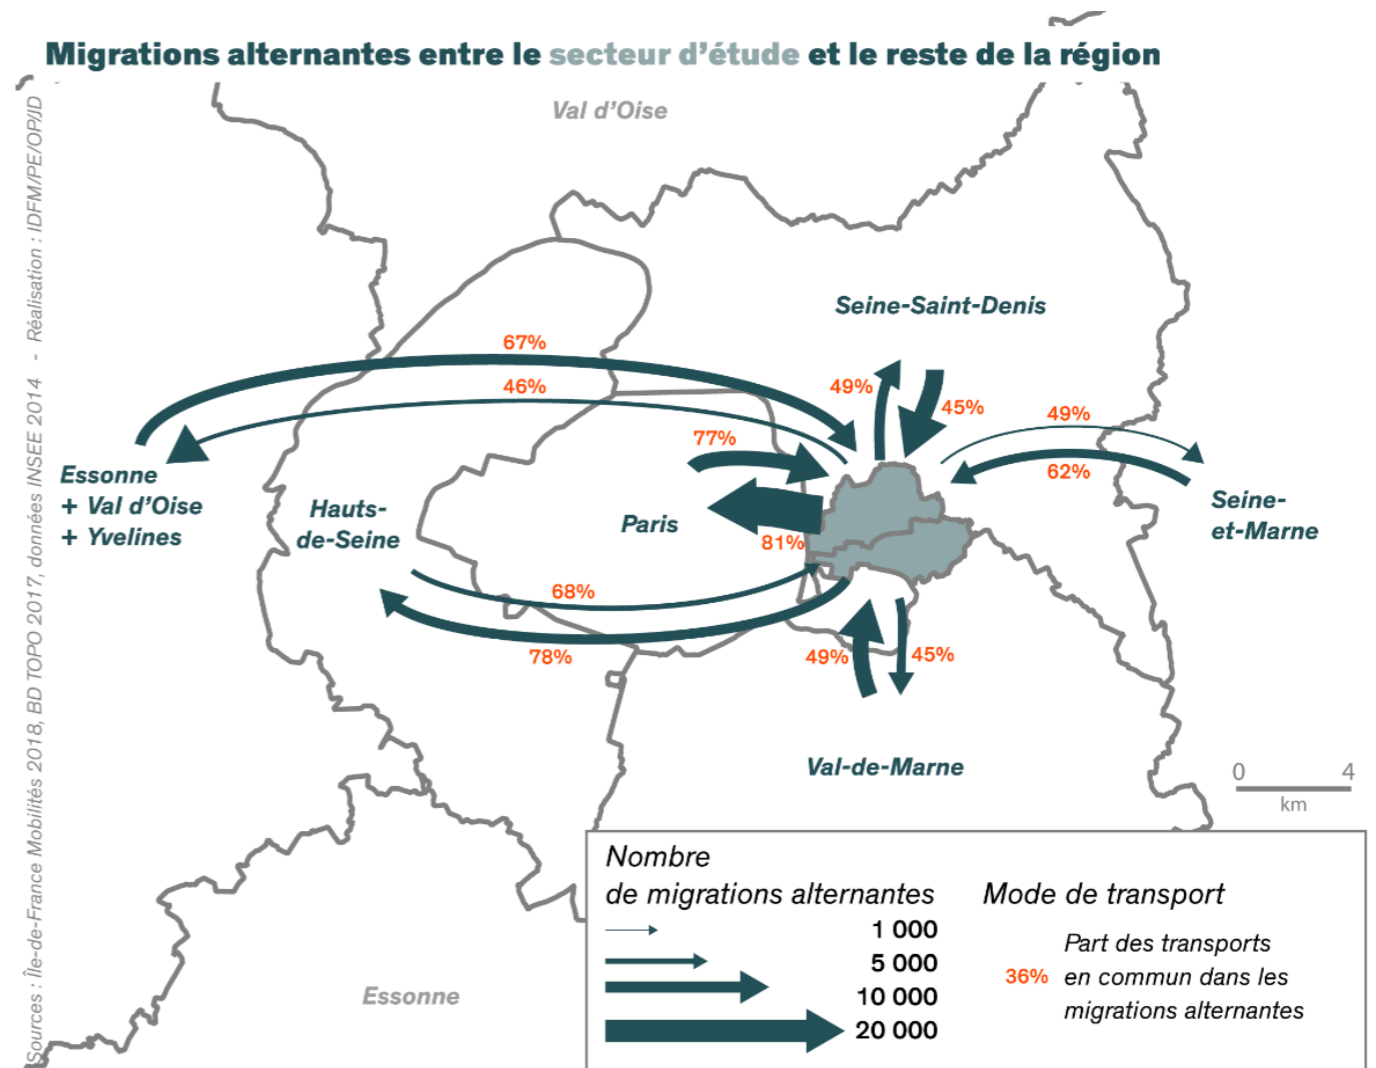 Migrations alternantes entre le secteur d'étude et le reste de la région
Sources : Île-de-France Mobilités 2018, BD TOPO 2017, données INSEE 2014 - Réalisation : IDFM/PE/OP/JD
Val d'Oise
Seine-Saint-Denis
67%
46%
49%
45%
49%
77%
62%
Essonne
+ Val d'Oise
+ Yvelines
Hauts-
de-Seine
Paris
81%
Seine-
et-Marne
68%
78%
49%
45%
Val-de-Marne
0 4
km
Essonne
Nombre
de migrations alternantes
1 000
5 000
10 000
20 000
Mode de transport
36%
Part des transports
en commun dans les
migrations alternantes